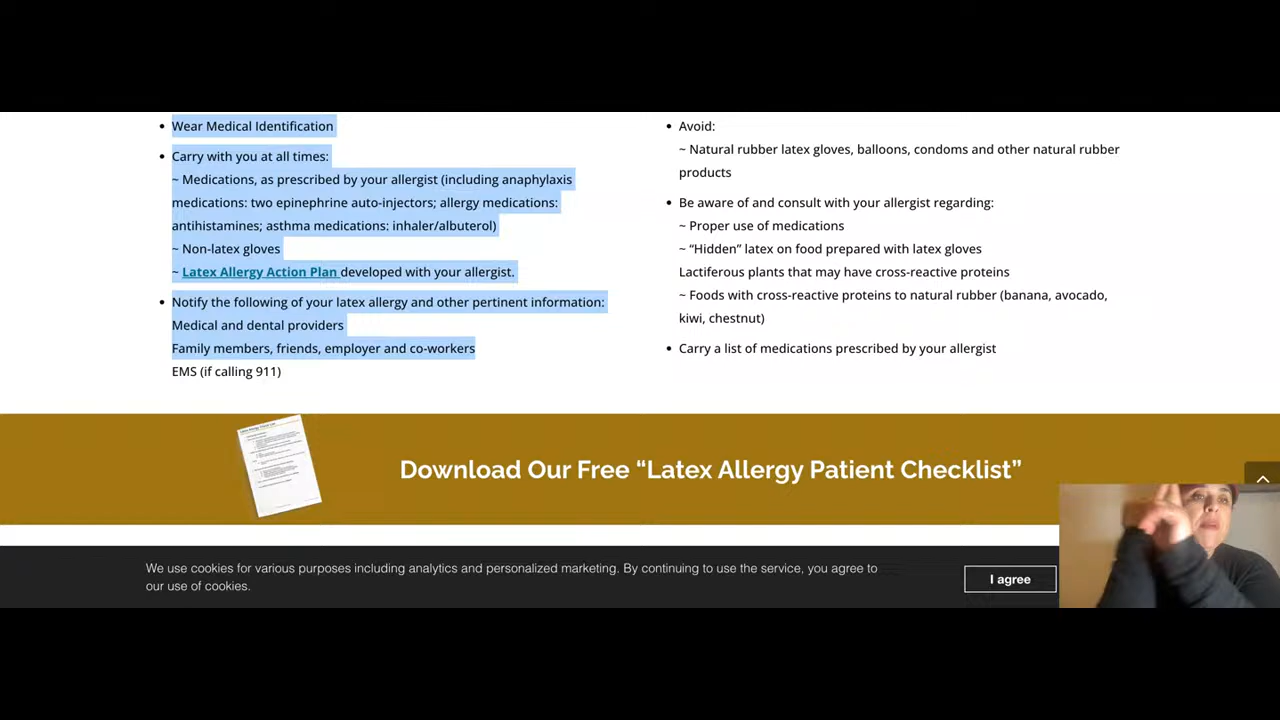 Wear Medical Identification
Carry with you at all times:
~ Medications, as prescribed by your allergist (including anaphylaxis
medications: two epinephrine auto-injectors; allergy medications:
antihistamines; asthma medications: inhaler/albuterol)
~ Non-latex gloves
~ Latex Allergy Action Plan developed with your allergist.
Notify the following of your latex allergy and other pertinent information:
Medical and dental providers
Family members, friends, employer and co-workers
EMS (if calling 911)
Avoid:
~ Natural rubber latex gloves, balloons, condoms and other natural rubber
products
Be aware of and consult with your allergist regarding:
~ Proper use of medications
~ “Hidden” latex on food prepared with latex gloves
Lactiferous plants that may have cross-reactive proteins
~ Foods with cross-reactive proteins to natural rubber (banana, avocado,
kiwi, chestnut)
Carry a list of medications prescribed by your allergist
Download Our Free “Latex Allergy Patient Checklist”
We use cookies for various purposes including analytics and personalized marketing. By continuing to use the service, you agree to
our use of cookies.
I agree